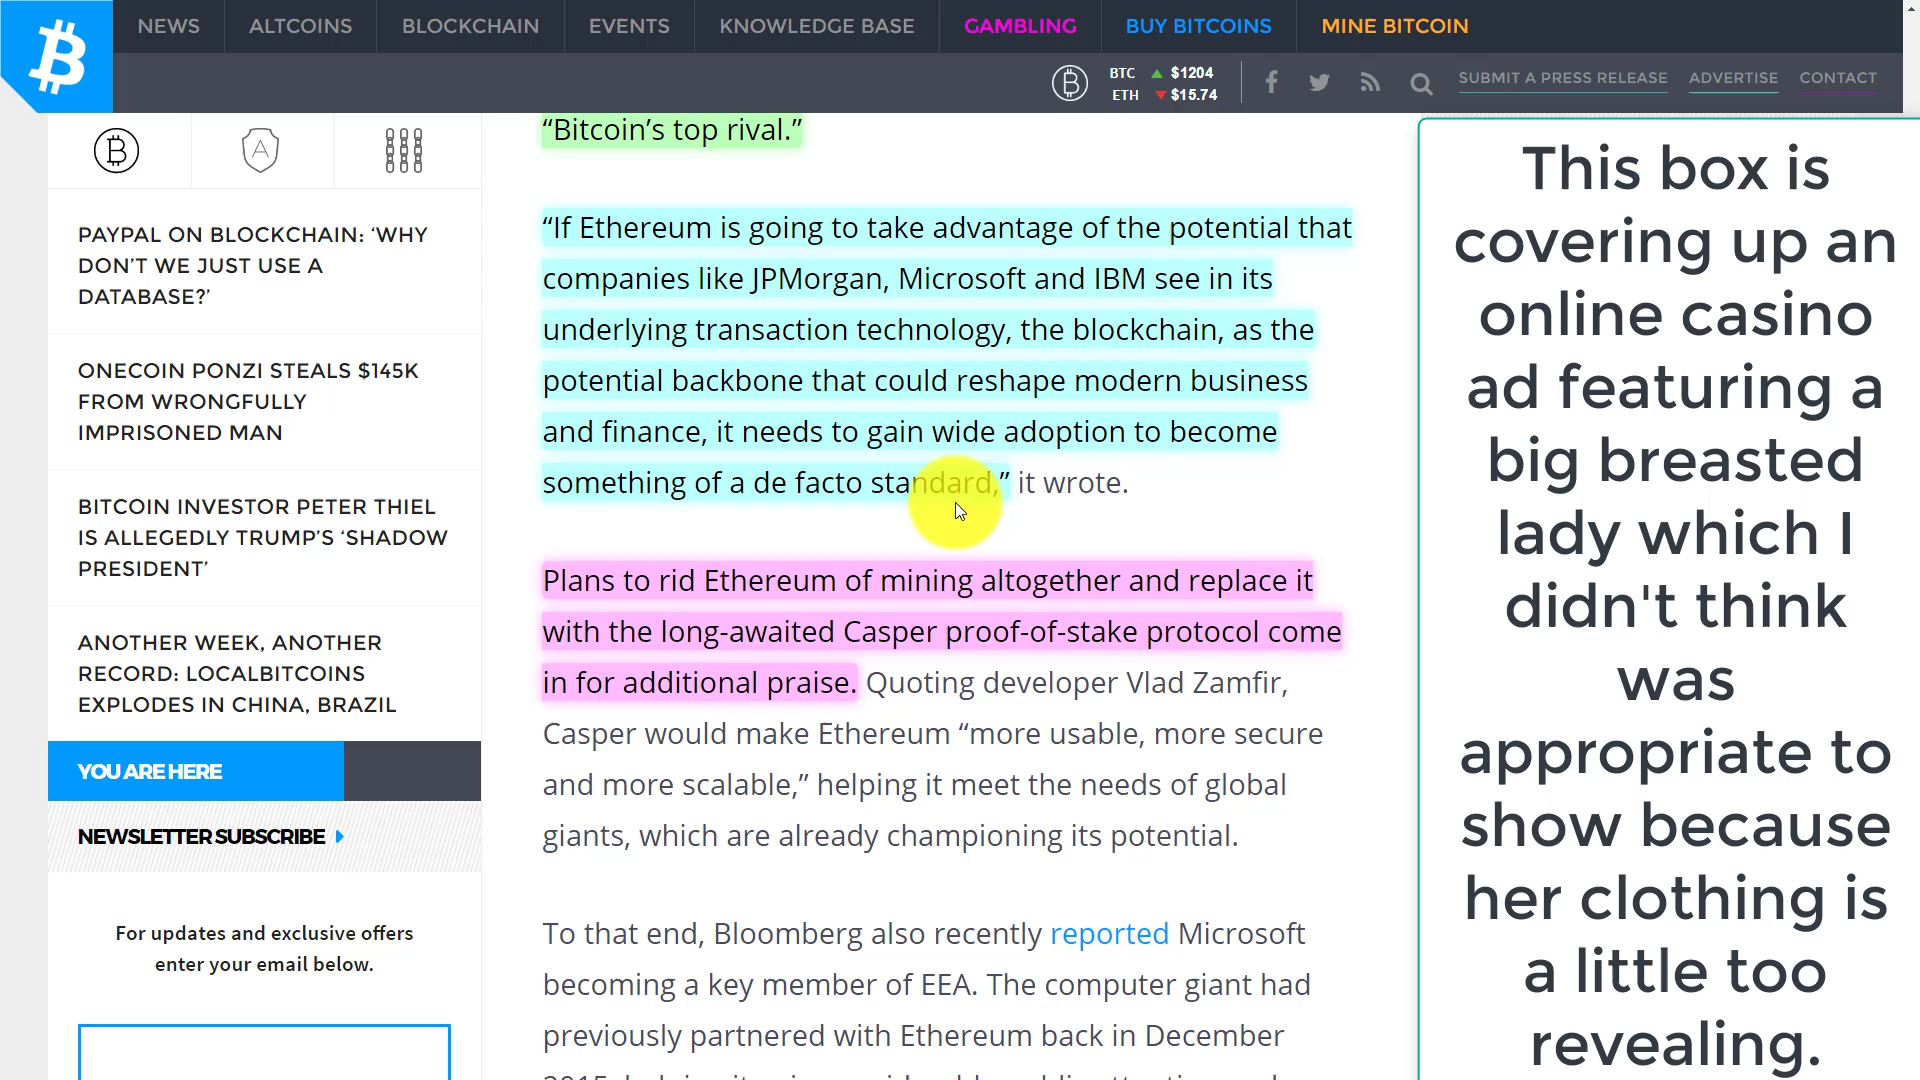 NEWS
ALTCOINS
BLOCKCHAIN
EVENTS
KNOWLEDGE BASE
GAMBLING
BUY BITCOINS
MINE BITCOIN
BTC ▲ $1204
ETH ▼ $15.74
SUBMIT A PRESS RELEASE
ADVERTISE
CONTACT
PAYPAL ON BLOCKCHAIN: ‘WHY
DON’T WE JUST USE A
DATABASE?’
ONECOIN PONZI STEALS $145K
FROM WRONGFULLY
IMPRISONED MAN
BITCOIN INVESTOR PETER THIEL
IS ALLEGEDLY TRUMP’S ‘SHADOW
PRESIDENT’
ANOTHER WEEK, ANOTHER
RECORD: LOCALBITCOINS
EXPLODES IN CHINA, BRAZIL
YOU ARE HERE
NEWSLETTER SUBSCRIBE
For updates and exclusive offers
enter your email below.
“Bitcoin’s top rival.”
“If Ethereum is going to take advantage of the potential that
companies like JPMorgan, Microsoft and IBM see in its
underlying transaction technology, the blockchain, as the
potential backbone that could reshape modern business
and finance, it needs to gain wide adoption to become
something of a de facto standard,” it wrote.
Plans to rid Ethereum of mining altogether and replace it
with the long-awaited Casper proof-of-stake protocol come
in for additional praise. Quoting developer Vlad Zamfir,
Casper would make Ethereum “more usable, more secure
and more scalable,” helping it meet the needs of global
giants, which are already championing its potential.
To that end, Bloomberg also recently reported Microsoft
becoming a key member of EEA. The computer giant had
previously partnered with Ethereum back in December
This box is
covering up an
online casino
ad featuring a
big breasted
lady which I
didn't think
was
appropriate to
show because
her clothing is
a little too
revealing.